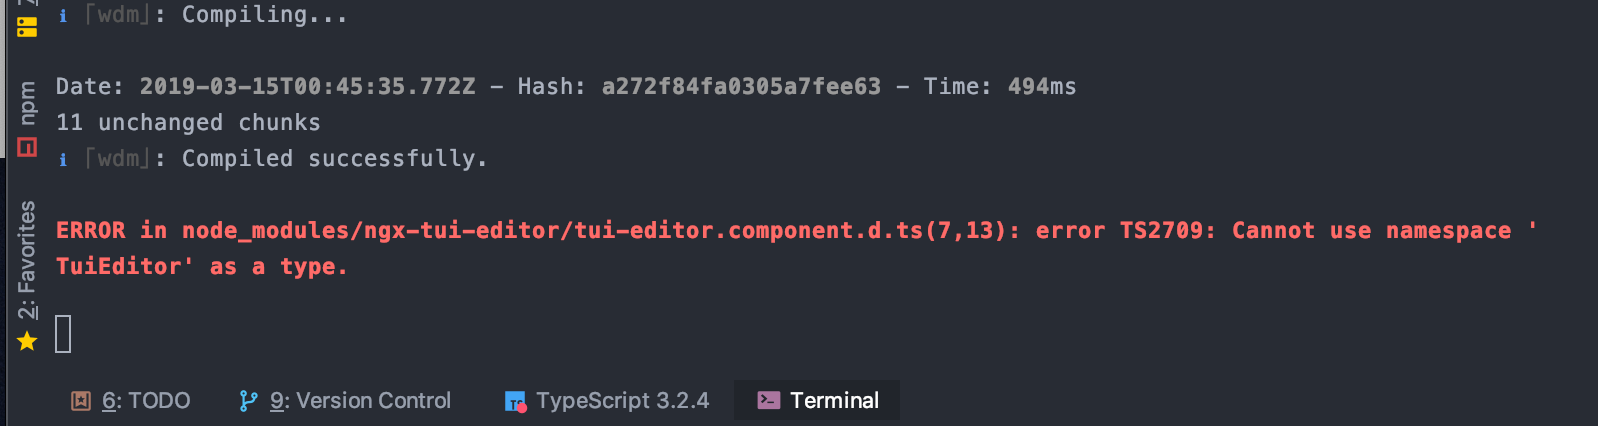 i ｢wdm｣: Compiling...
Date: 2019-03-15T00:45:35.772Z - Hash: a272f84fa0305a7fee63 - Time: 494ms
11 unchanged chunks
i ｢wdm｣: Compiled successfully.
ERROR in node_modules/ngx-tui-editor/tui-editor.component.d.ts(7,13): error TS2709: Cannot use namespace '
TuiEditor' as a type.
npm
2: Favorites
6: TODO
9: Version Control
TypeScript 3.2.4
Terminal